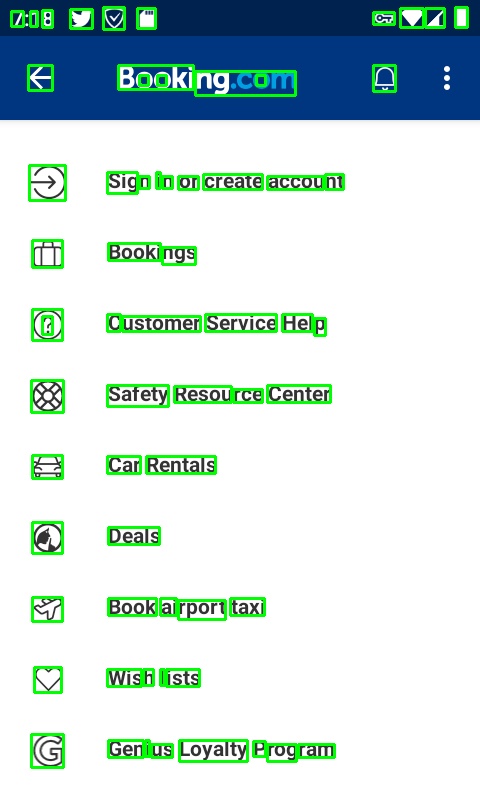 7:18
Booking.com
Sign in or create account
Bookings
Customer Service Help
Safety Resource Center
Car Rentals
Deals
Book airport taxi
Wish lists
Genius Loyalty Program